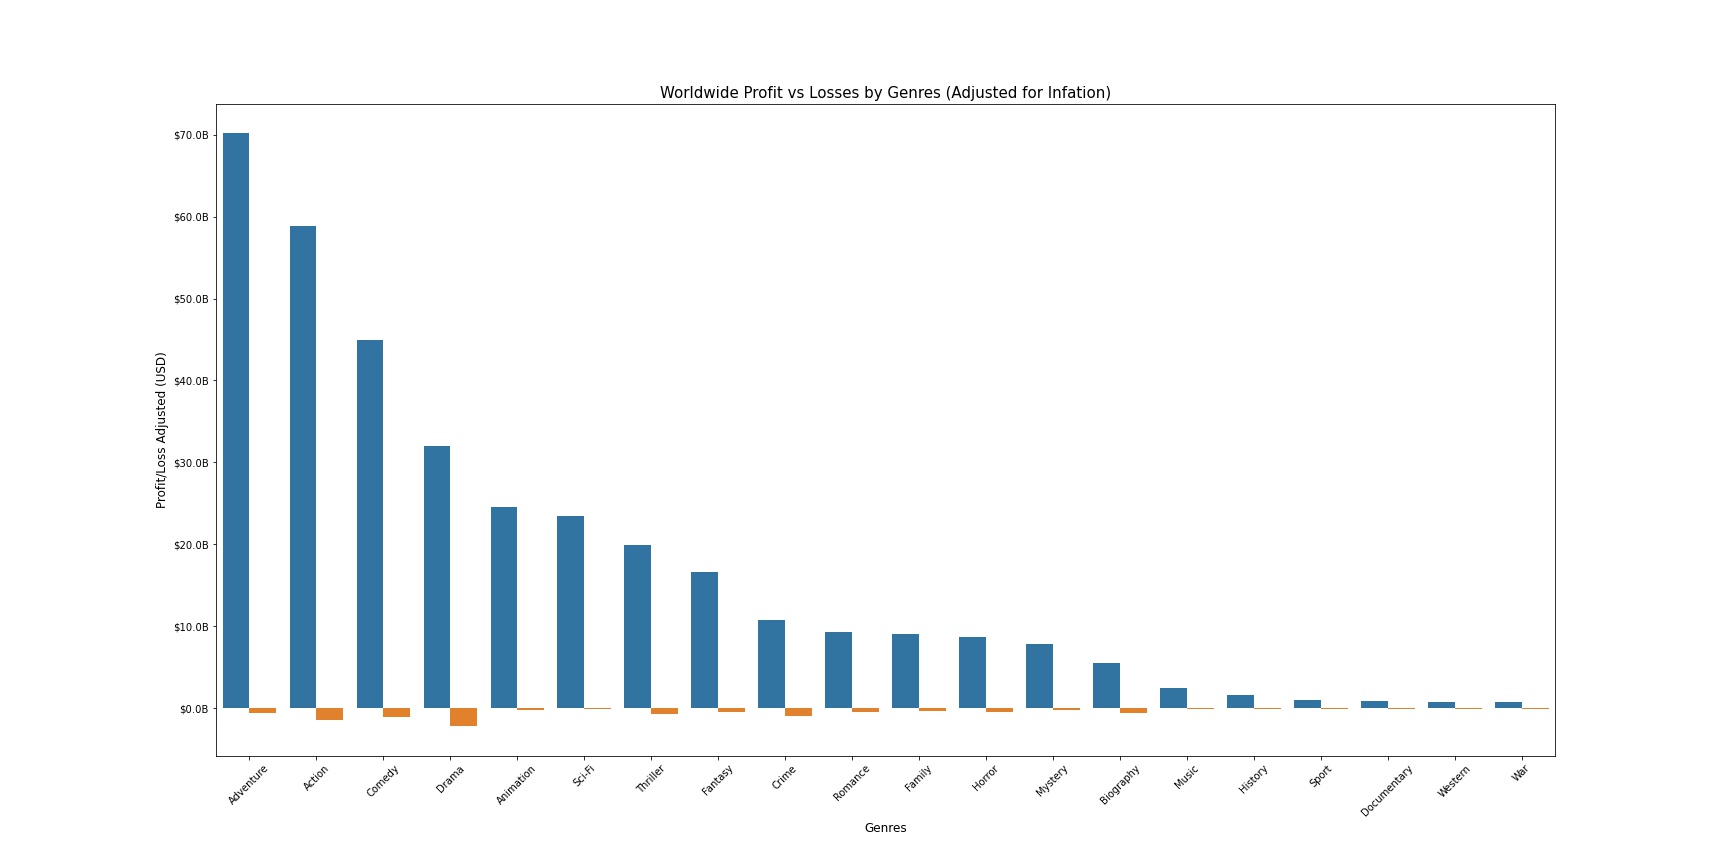 Worldwide Profit vs Losses by Genres (Adjusted for Infation)
$70.0B
$60.0B
$50.0B
$40.0B
$30.0B
$20.0B
$10.0B
$0.0B
Profit/Loss Adjusted (USD)
Adventure
Action
Comedy
Drama
Animation
Sci-Fi
Thriller
Fantasy
Crime
Romance
Family
Horror
Mystery
Biography
Music
History
Sport
Documentary
Western
War
Genres